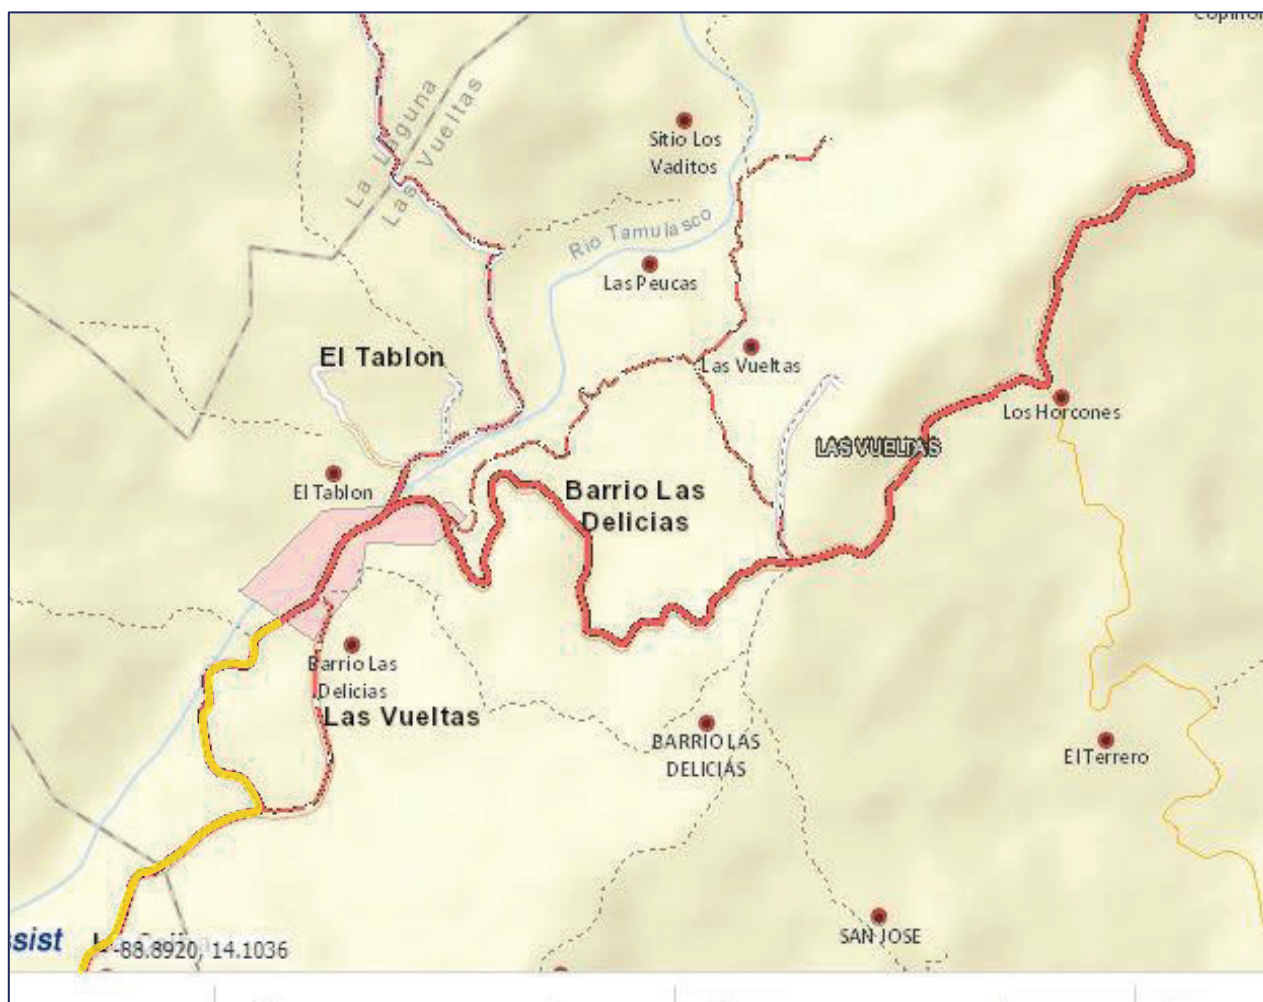 Sitio Los
Vaditos
La Laguna
Las Vueltas
Rio Tamulasco
Las Peucas
El Tablon
Las Vueltas
Los Horcones
LAS VUELTAS
El Tablon
Barrio Las
Delicias
Barrio Las
Delicias
Las Vueltas
BARRIO LAS
DELICIAS
El Terrero
SAN JOSE
ssist
-88.8920, 14.1036